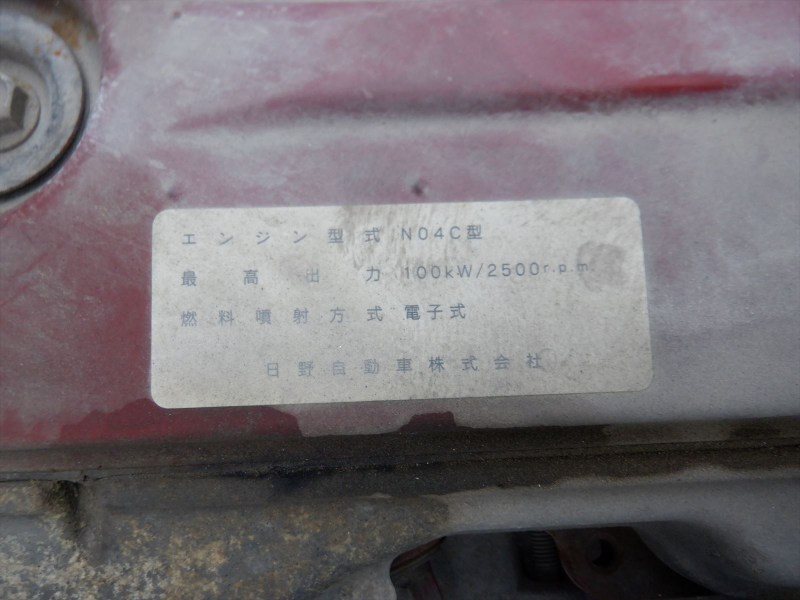 エンジン型式 N04C型
最高出力 100kW/2500r.p.m.
燃料噴射方式 電子式
日野自動車株式会社